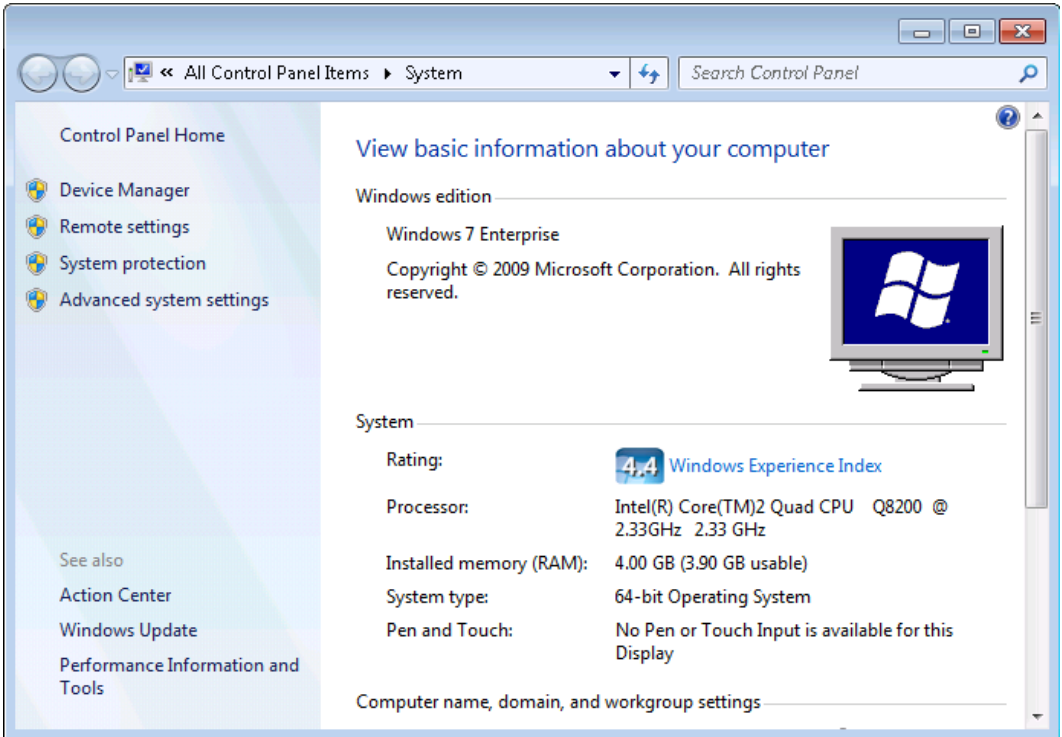 « All Control Panel Items ▸ System
Search Control Panel
Control Panel Home
Device Manager
Remote settings
System protection
Advanced system settings
See also
Action Center
Windows Update
Performance Information and
Tools
View basic information about your computer
Windows edition
Windows 7 Enterprise
Copyright © 2009 Microsoft Corporation. All rights
reserved.
System
Rating:
4.4 Windows Experience Index
Processor:
Intel(R) Core(TM)2 Quad CPU Q8200 @
2.33GHz 2.33 GHz
Installed memory (RAM):
4.00 GB (3.90 GB usable)
System type:
64-bit Operating System
Pen and Touch:
No Pen or Touch Input is available for this
Display
Computer name, domain, and workgroup settings